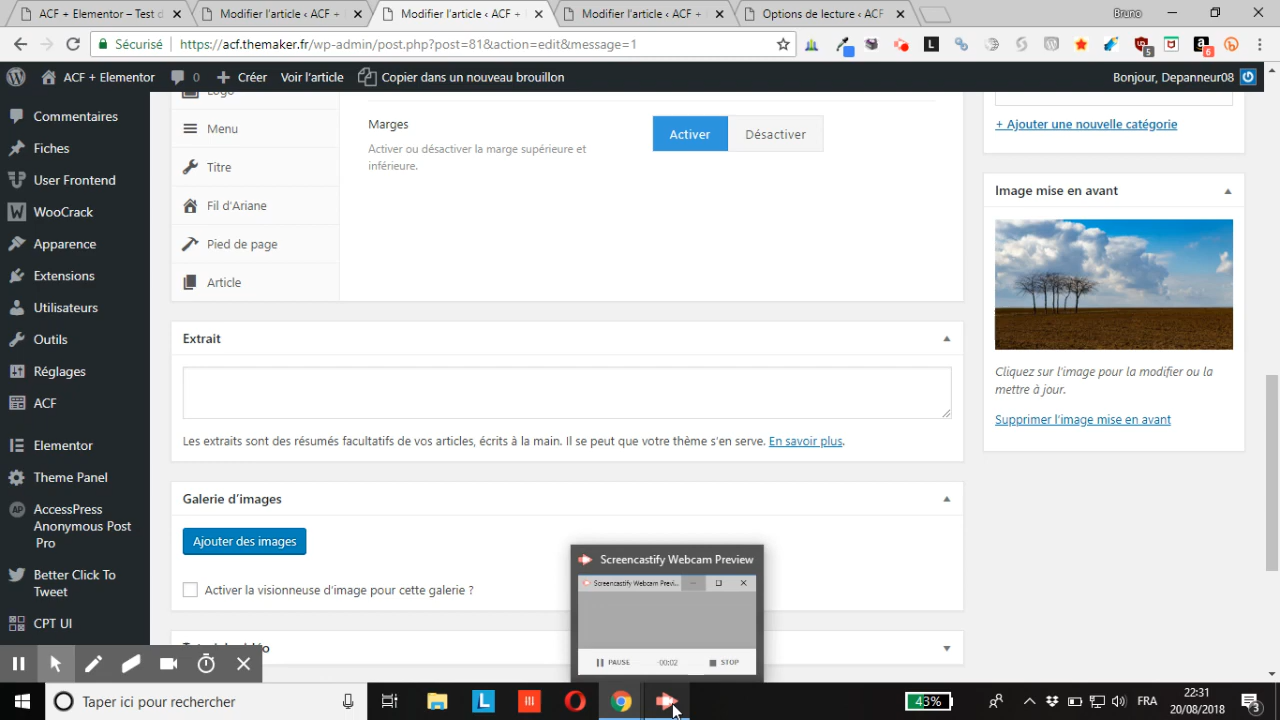 ACF + Elementor – Test d
Modifier l'article ‹ ACF +
Modifier l'article ‹ ACF +
Modifier l'article ‹ ACF +
Options de lecture ‹ ACF
Bruno
Sécurisé
https://acf.themaker.fr/wp-admin/post.php?post=81&action=edit&message=1
5
6
ACF + Elementor
0
Créer
Voir l'article
Copier dans un nouveau brouillon
Bonjour, Depanneur08
Commentaires
Fiches
User Frontend
WooCrack
Apparence
Extensions
Utilisateurs
Outils
Réglages
ACF
Elementor
Theme Panel
AccessPress
Anonymous Post
Pro
Better Click To
Tweet
CPT UI
Logo
Menu
Titre
Fil d'Ariane
Pied de page
Article
Marges
Activer ou désactiver la marge supérieure et
inférieure.
Activer
Désactiver
Extrait
Les extraits sont des résumés facultatifs de vos articles, écrits à la main. Il se peut que votre thème s'en serve. En savoir plus.
Galerie d'images
Ajouter des images
Activer la visionneuse d'image pour cette galerie ?
+ Ajouter une nouvelle catégorie
Image mise en avant
Cliquez sur l'image pour la modifier ou la
mettre à jour.
Supprimer l'image mise en avant
Screencastify Webcam Preview
Screencastify Webcam Previ...
PAUSE
00:02
STOP
Taper ici pour rechercher
43%
FRA
22:31
20/08/2018
3